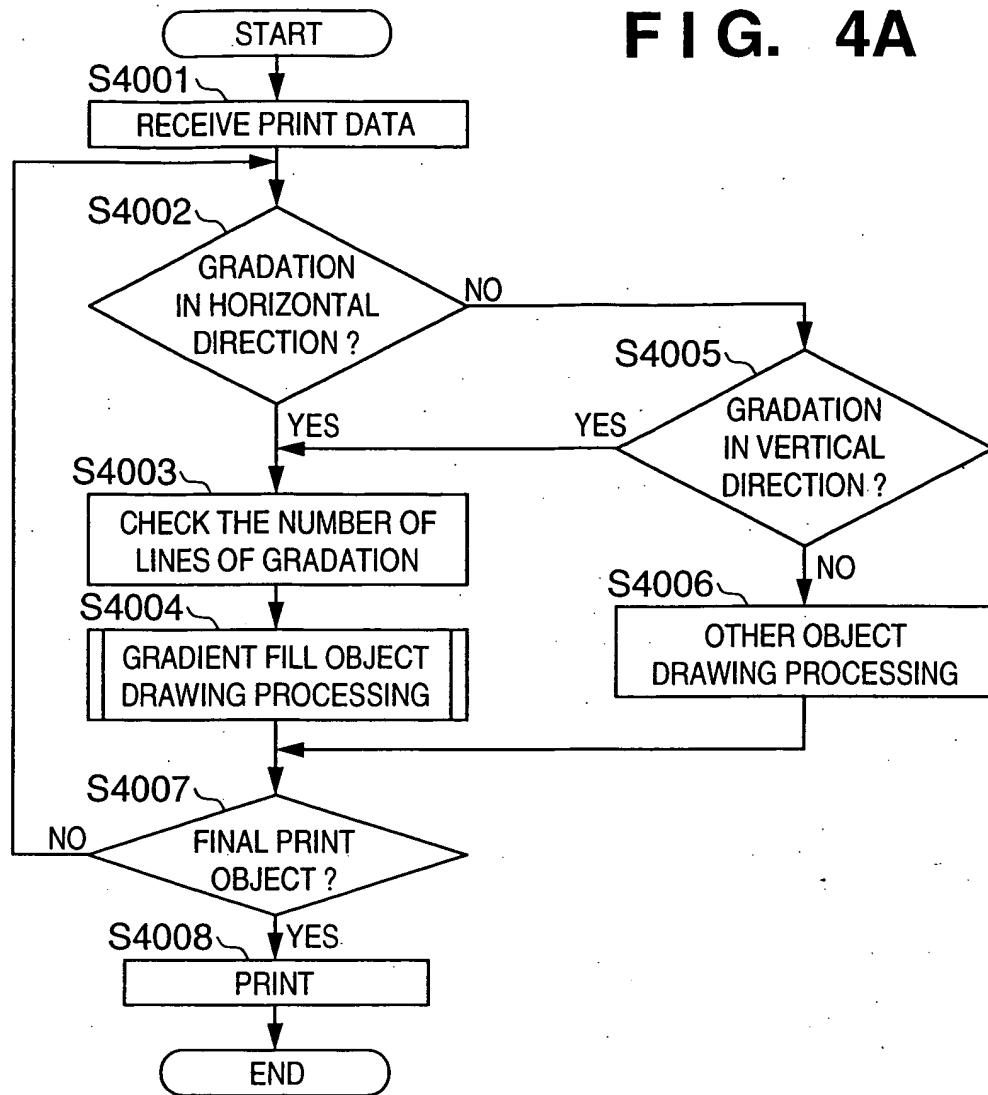 FIG. 4A
START
S4001
RECEIVE PRINT DATA
S4002
GRADATION
IN HORIZONTAL
DIRECTION ?
NO
YES
S4005
GRADATION
IN VERTICAL
DIRECTION ?
YES
NO
S4003
CHECK THE NUMBER OF
LINES OF GRADATION
S4004
GRADIENT FILL OBJECT
DRAWING PROCESSING
S4006
OTHER OBJECT
DRAWING PROCESSING
S4007
FINAL PRINT
OBJECT ?
NO
YES
S4008
PRINT
END